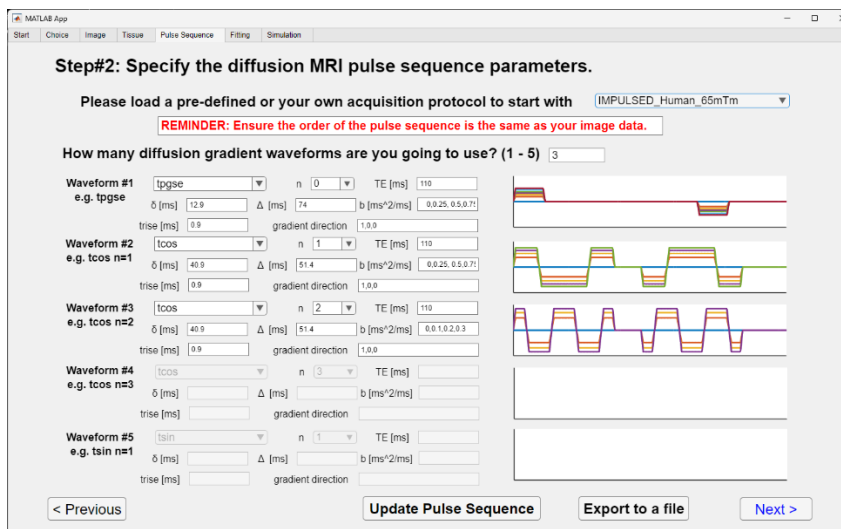 MATLAB App
Start Choice Image Tissue Pulse Sequence Fitting Simulation
Step#2: Specify the diffusion MRI pulse sequence parameters.
Please load a pre-defined or your own acquisition protocol to start with IMPULSED_Human_65mTm
REMINDER: Ensure the order of the pulse sequence is the same as your image data.
How many diffusion gradient waveforms are you going to use? (1 - 5) 3
Waveform #1 tpgse n 0 TE [ms] 110
e.g. tpgse
δ [ms] 12.9 Δ [ms] 74 b [ms^2/ms] 0,0.25, 0.5,0.75
trise [ms] 0.9 gradient direction 1,0,0
Waveform #2 tcos n 1 TE [ms] 110
e.g. tcos n=1
δ [ms] 40.9 Δ [ms] 51.4 b [ms^2/ms] 0,0.25, 0.5,0.75
trise [ms] 0.9 gradient direction 1,0,0
Waveform #3 tcos n 2 TE [ms] 110
e.g. tcos n=2
δ [ms] 40.9 Δ [ms] 51.4 b [ms^2/ms] 0,0.1,0.2,0.3
trise [ms] 0.9 gradient direction 1,0,0
Waveform #4 tcos n 3 TE [ms]
e.g. tcos n=3
δ [ms] Δ [ms] b [ms^2/ms]
trise [ms] gradient direction
Waveform #5 tsin n 1 TE [ms]
e.g. tsin n=1
δ [ms] Δ [ms] b [ms^2/ms]
trise [ms] gradient direction
< Previous Update Pulse Sequence Export to a file Next >